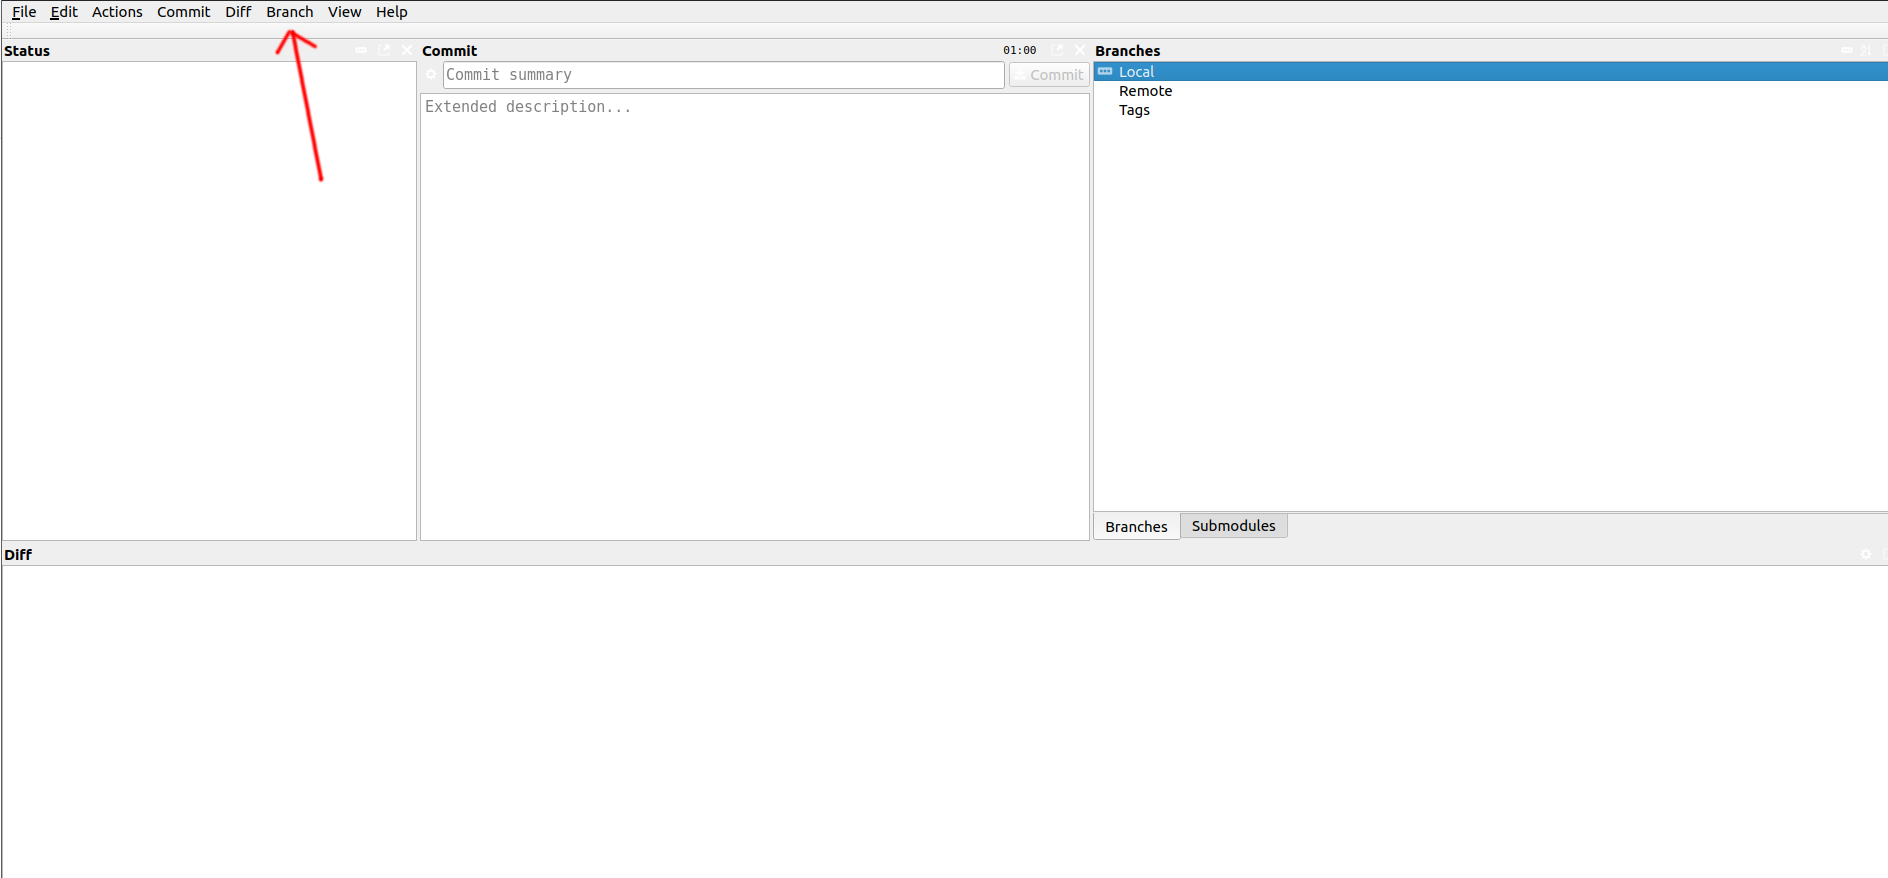 File Edit Actions Commit Diff Branch View Help
Status
Commit 01:00
Commit summary
Commit
Extended description...
Branches
Local
Remote
Tags
Branches Submodules
Diff